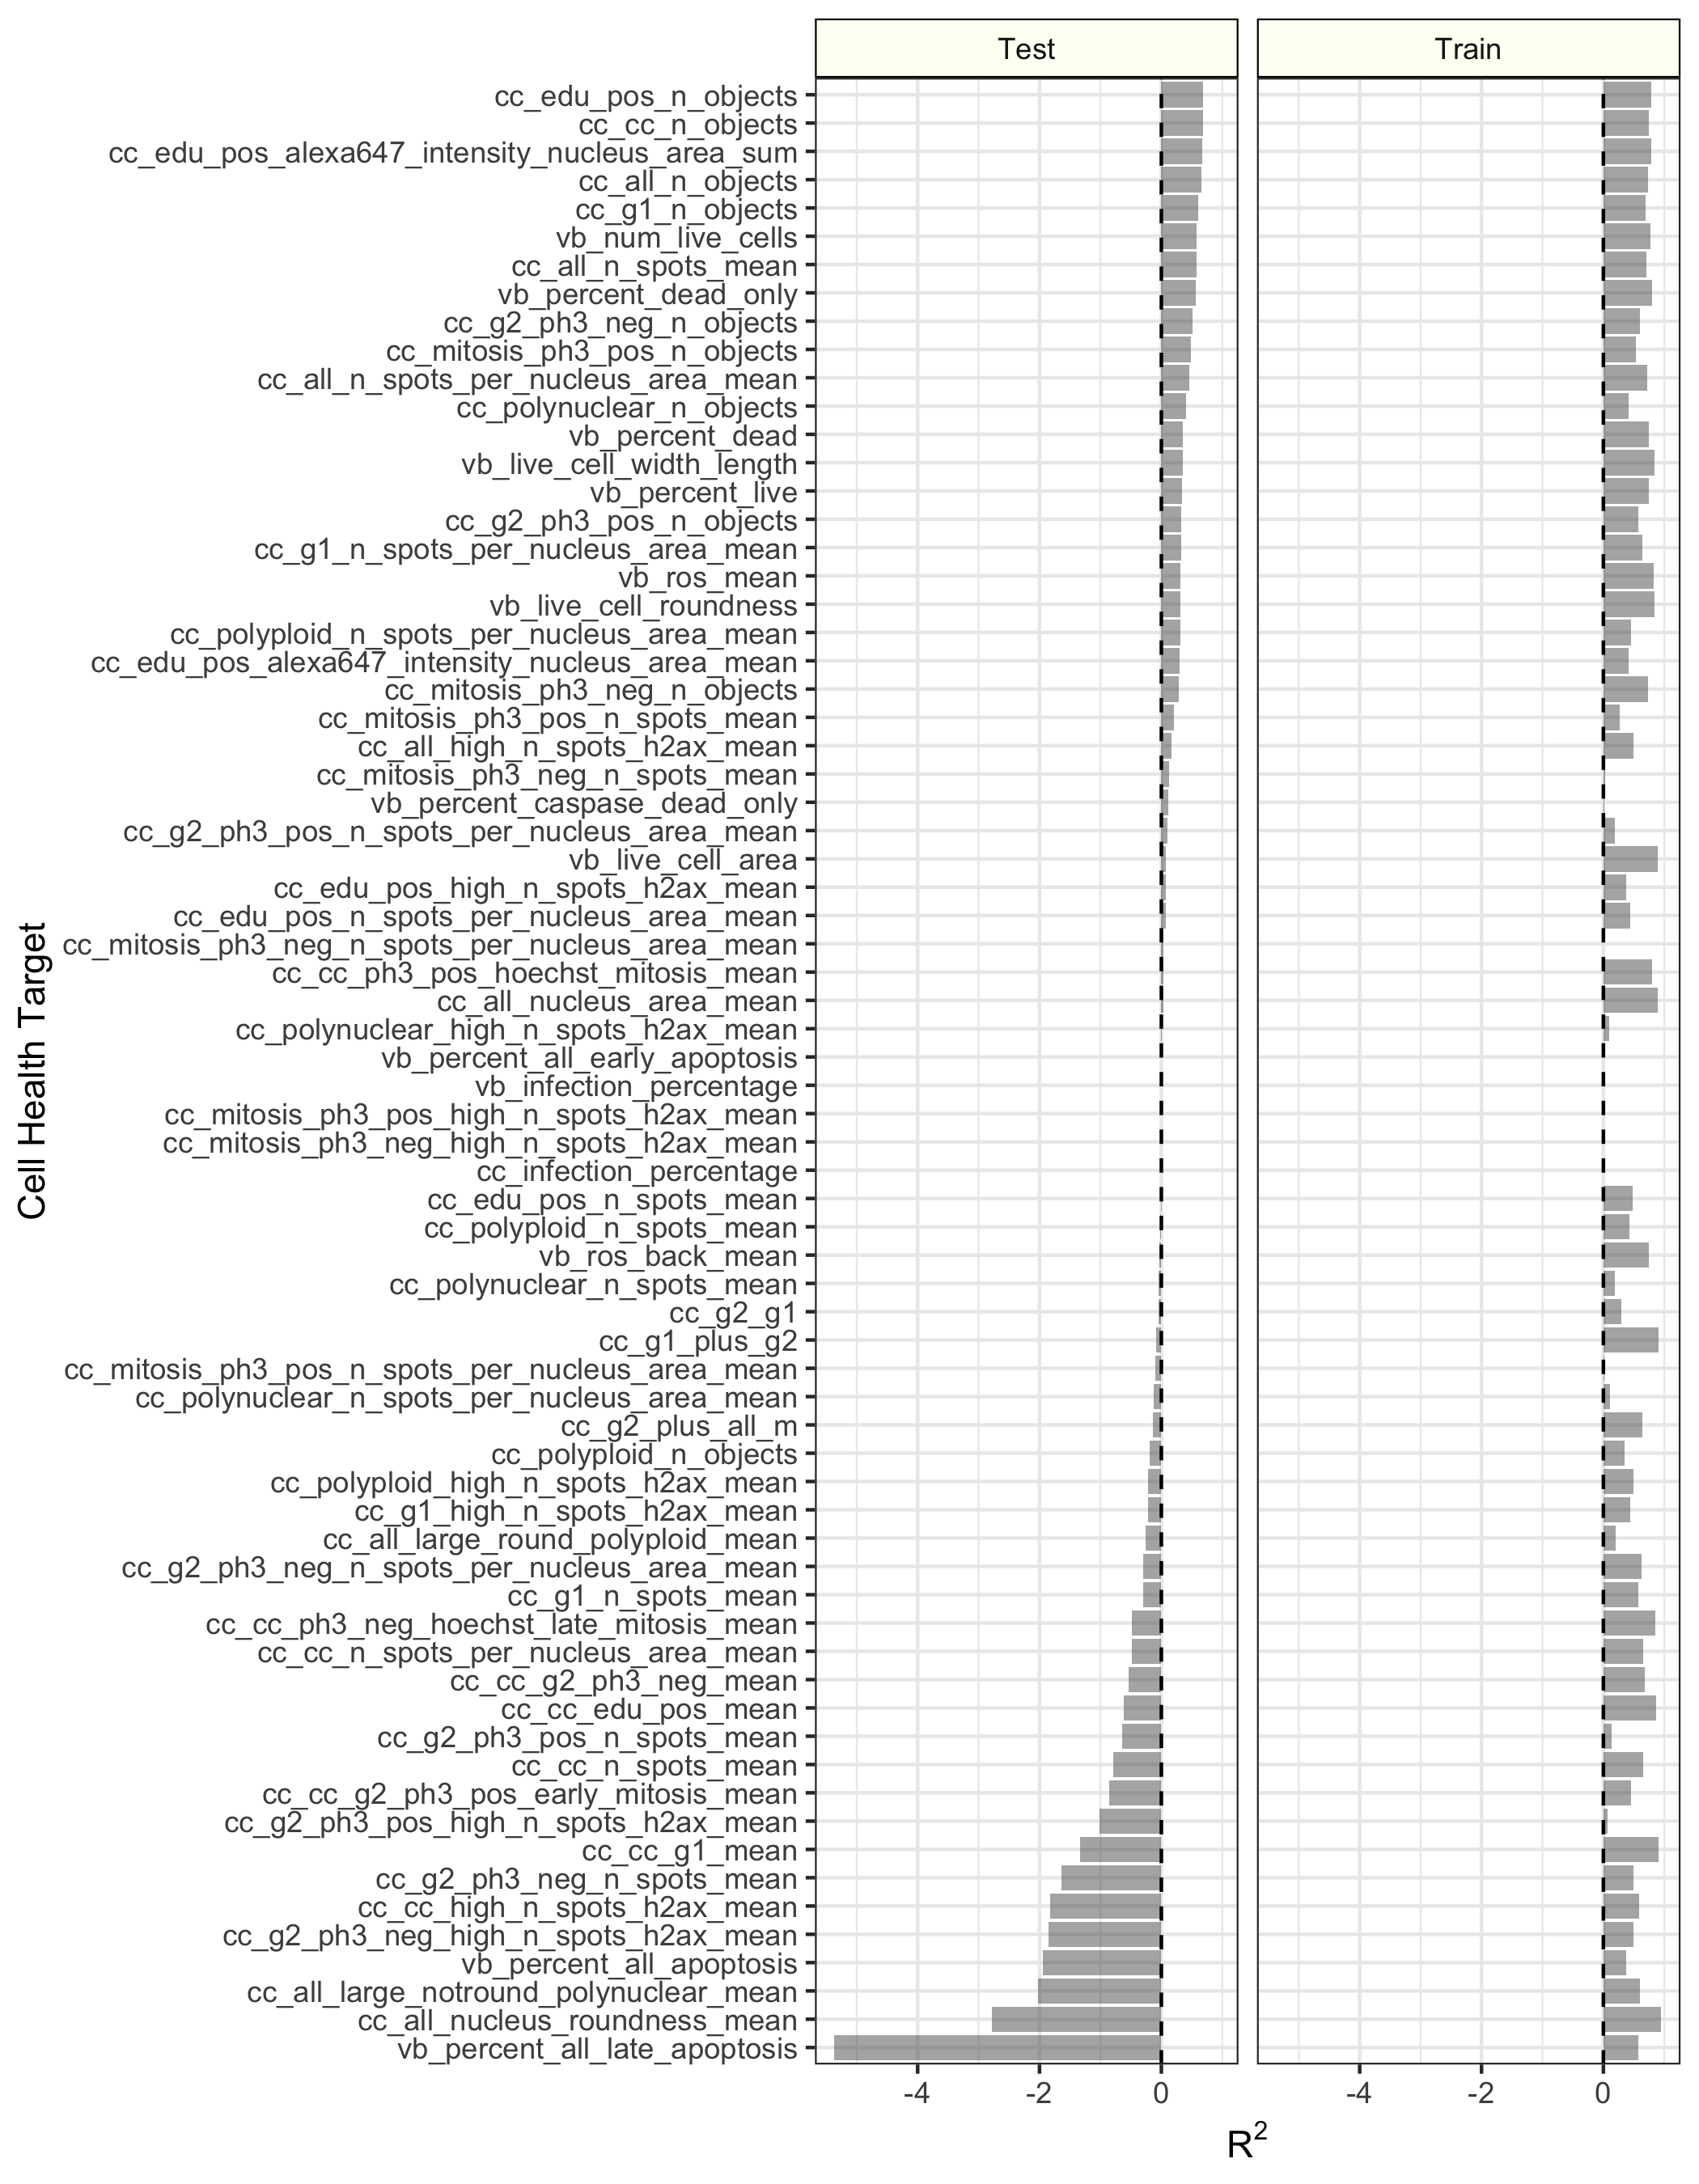 Test
Train
cc_edu_pos_n_objects
cc_cc_n_objects
cc_edu_pos_alexa647_intensity_nucleus_area_sum
cc_all_n_objects
cc_g1_n_objects
vb_num_live_cells
cc_all_n_spots_mean
vb_percent_dead_only
cc_g2_ph3_neg_n_objects
cc_mitosis_ph3_pos_n_objects
cc_all_n_spots_per_nucleus_area_mean
cc_polynuclear_n_objects
vb_percent_dead
vb_live_cell_width_length
vb_percent_live
cc_g2_ph3_pos_n_objects
cc_g1_n_spots_per_nucleus_area_mean
vb_ros_mean
vb_live_cell_roundness
cc_polyploid_n_spots_per_nucleus_area_mean
cc_edu_pos_alexa647_intensity_nucleus_area_mean
cc_mitosis_ph3_neg_n_objects
cc_mitosis_ph3_pos_n_spots_mean
cc_all_high_n_spots_h2ax_mean
cc_mitosis_ph3_neg_n_spots_mean
vb_percent_caspase_dead_only
cc_g2_ph3_pos_n_spots_per_nucleus_area_mean
vb_live_cell_area
cc_edu_pos_high_n_spots_h2ax_mean
cc_edu_pos_n_spots_per_nucleus_area_mean
cc_mitosis_ph3_neg_n_spots_per_nucleus_area_mean
cc_cc_ph3_pos_hoechst_mitosis_mean
cc_all_nucleus_area_mean
cc_polynuclear_high_n_spots_h2ax_mean
vb_percent_all_early_apoptosis
vb_infection_percentage
cc_mitosis_ph3_pos_high_n_spots_h2ax_mean
cc_mitosis_ph3_neg_high_n_spots_h2ax_mean
cc_infection_percentage
cc_edu_pos_n_spots_mean
cc_polyploid_n_spots_mean
vb_ros_back_mean
cc_polynuclear_n_spots_mean
cc_g2_g1
cc_g1_plus_g2
cc_mitosis_ph3_pos_n_spots_per_nucleus_area_mean
cc_polynuclear_n_spots_per_nucleus_area_mean
cc_g2_plus_all_m
cc_polyploid_n_objects
cc_polyploid_high_n_spots_h2ax_mean
cc_g1_high_n_spots_h2ax_mean
cc_all_large_round_polyploid_mean
cc_g2_ph3_neg_n_spots_per_nucleus_area_mean
cc_g1_n_spots_mean
cc_cc_ph3_neg_hoechst_late_mitosis_mean
cc_cc_n_spots_per_nucleus_area_mean
cc_cc_g2_ph3_neg_mean
cc_cc_edu_pos_mean
cc_g2_ph3_pos_n_spots_mean
cc_cc_n_spots_mean
cc_cc_g2_ph3_pos_early_mitosis_mean
cc_g2_ph3_pos_high_n_spots_h2ax_mean
cc_cc_g1_mean
cc_g2_ph3_neg_n_spots_mean
cc_cc_high_n_spots_h2ax_mean
cc_g2_ph3_neg_high_n_spots_h2ax_mean
vb_percent_all_apoptosis
cc_all_large_notround_polynuclear_mean
cc_all_nucleus_roundness_mean
vb_percent_all_late_apoptosis
Cell Health Target
-4 -2 0
-4 -2 0
R²